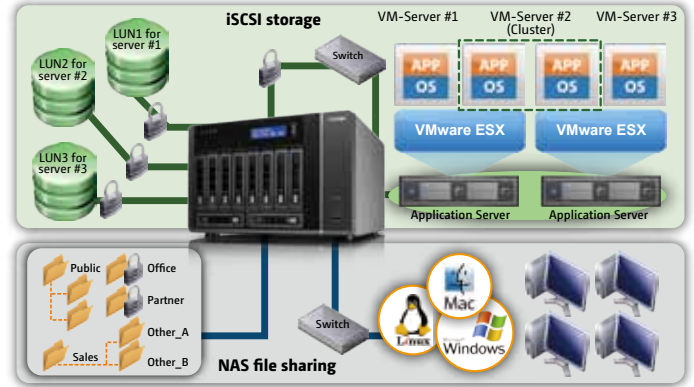 iSCSI storage
VM-Server #1
VM-Server #2
(Cluster)
VM-Server #3
LUN1 for
server #1
LUN2 for
server #2
LUN3 for
server #3
Switch
APP
OS
APP
OS
APP
OS
APP
OS
VMware ESX
VMware ESX
Application Server
Application Server
Public
Office
Partner
Other_A
Sales
Other_B
Switch
Mac
Linux
Windows
NAS file sharing